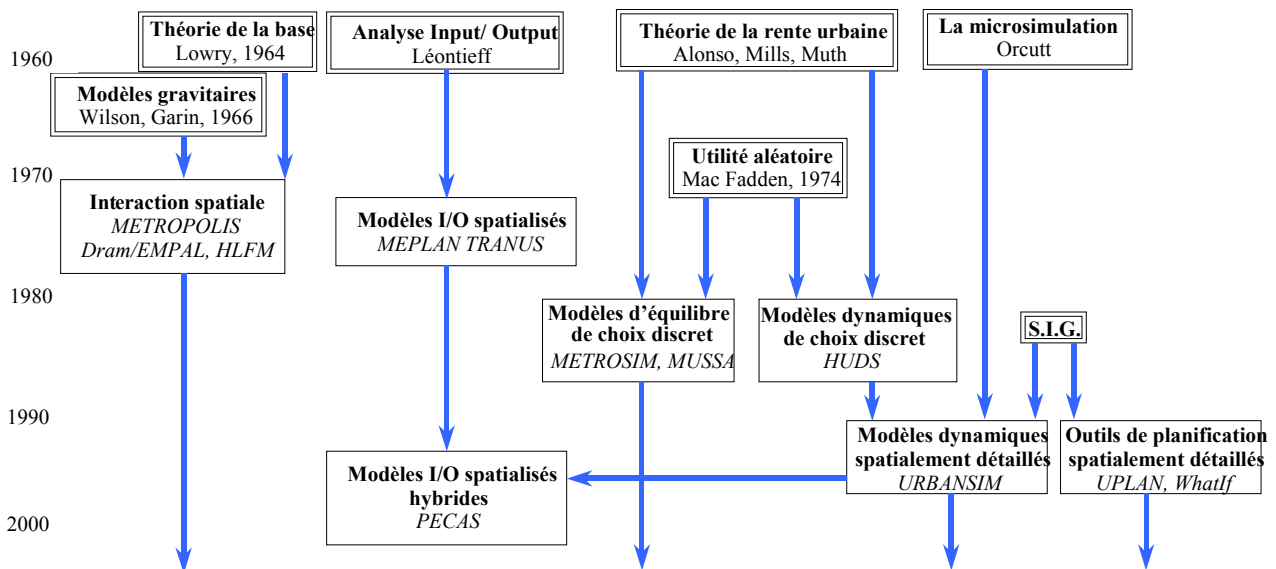 1960
Théorie de la base
Lowry, 1964
Analyse Input/ Output
Léontieff
Théorie de la rente urbaine
Alonso, Mills, Muth
La microsimulation
Orcutt
Modèles gravitaires
Wilson, Garin, 1966
1970
Utilité aléatoire
Mac Fadden, 1974
Interaction spatiale
METROPOLIS
Dram/EMPAL, HLFM
Modèles I/O spatialisés
MEPLAN TRANUS
1980
Modèles d'équilibre
de choix discret
METROSIM, MUSSA
Modèles dynamiques
de choix discret
HUDS
S.I.G.
1990
Modèles dynamiques
spatialement détaillés
URBANSIM
Outils de planification
spatialement détaillés
UPLAN, WhatIf
Modèles I/O spatialisés
hybrides
PECAS
2000